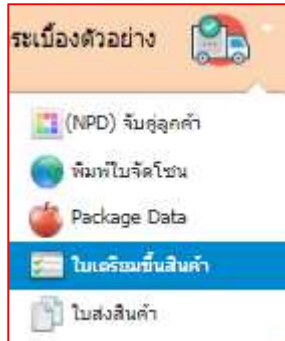 ระเบื้องตัวอย่าง
(NPD) จับคู่ลูกค้า
พิมพ์ใบจัดโซน
Package Data
ใบเตรียมขึ้นสินค้า
ใบส่งสินค้า